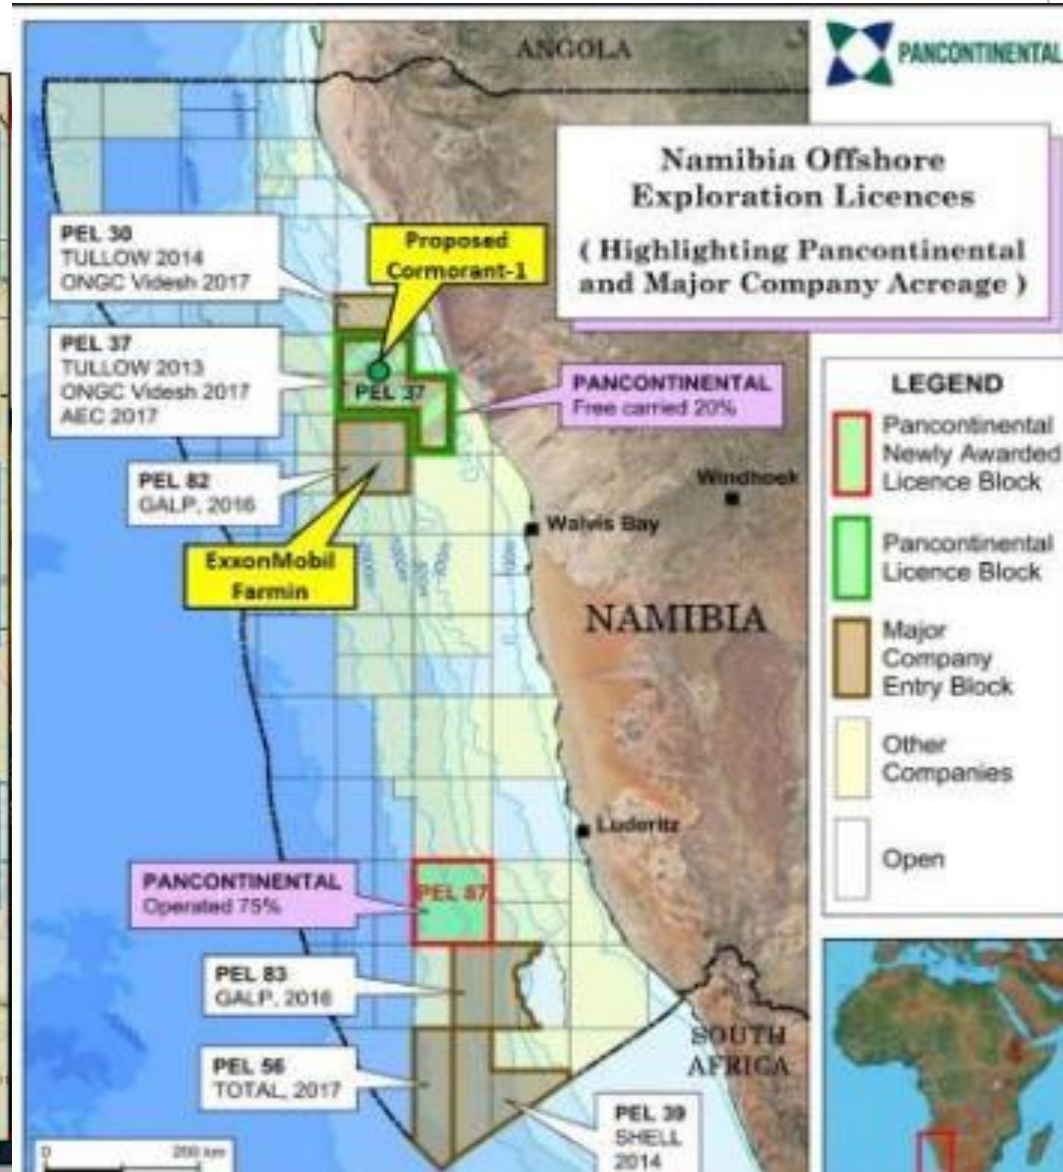 ANGOLA
PANCONTINENTAL
Namibia Offshore
Exploration Licences
( Highlighting Pancontinental
and Major Company Acreage )
PEL 30
TULLOW 2014
ONGC Videsh 2017
Proposed
Cormorant-1
PEL 37
TULLOW 2013
ONGC Videsh 2017
AEC 2017
PEL 37
PANCONTINENTAL
Free carried 20%
PEL 82
GALP, 2016
Windhoek
Walvis Bay
ExxonMobil
Farmin
NAMIBIA
LEGEND
Pancontinental
Newly Awarded
Licence Block
Pancontinental
Licence Block
Major
Company
Entry Block
Other
Companies
Open
Luderitz
PANCONTINENTAL
Operated 75%
PEL 87
PEL 83
GALP, 2016
PEL 56
TOTAL, 2017
SOUTH
AFRICA
PEL 39
SHELL
2014
0
200 km